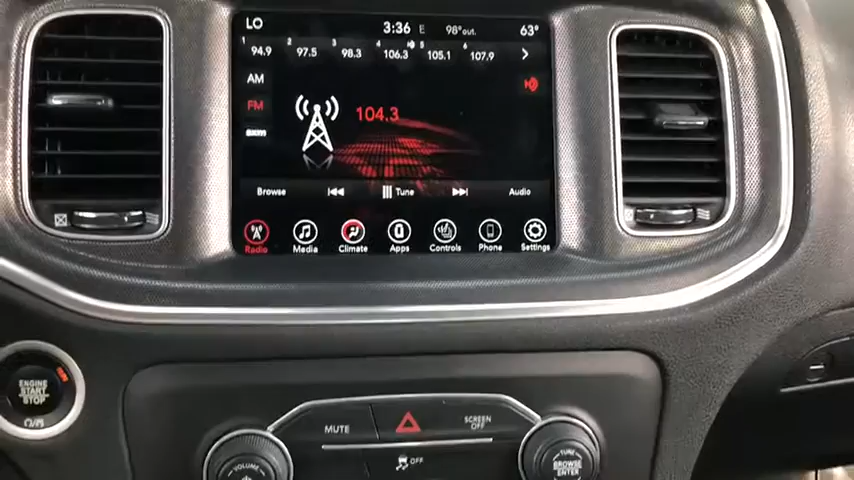 LO 3:36 E 98° out. 63°
1 94.9 2 97.5 3 98.3 4 106.3 5 105.1 6 107.9
AM
FM
104.3
Browse Tune Audio
Radio Media Climate Apps Controls Phone Settings
ENGINE
START
STOP
MUTE
SCREEN
OFF
OFF
VOLUME
TUNE
BROWSE
ENTER